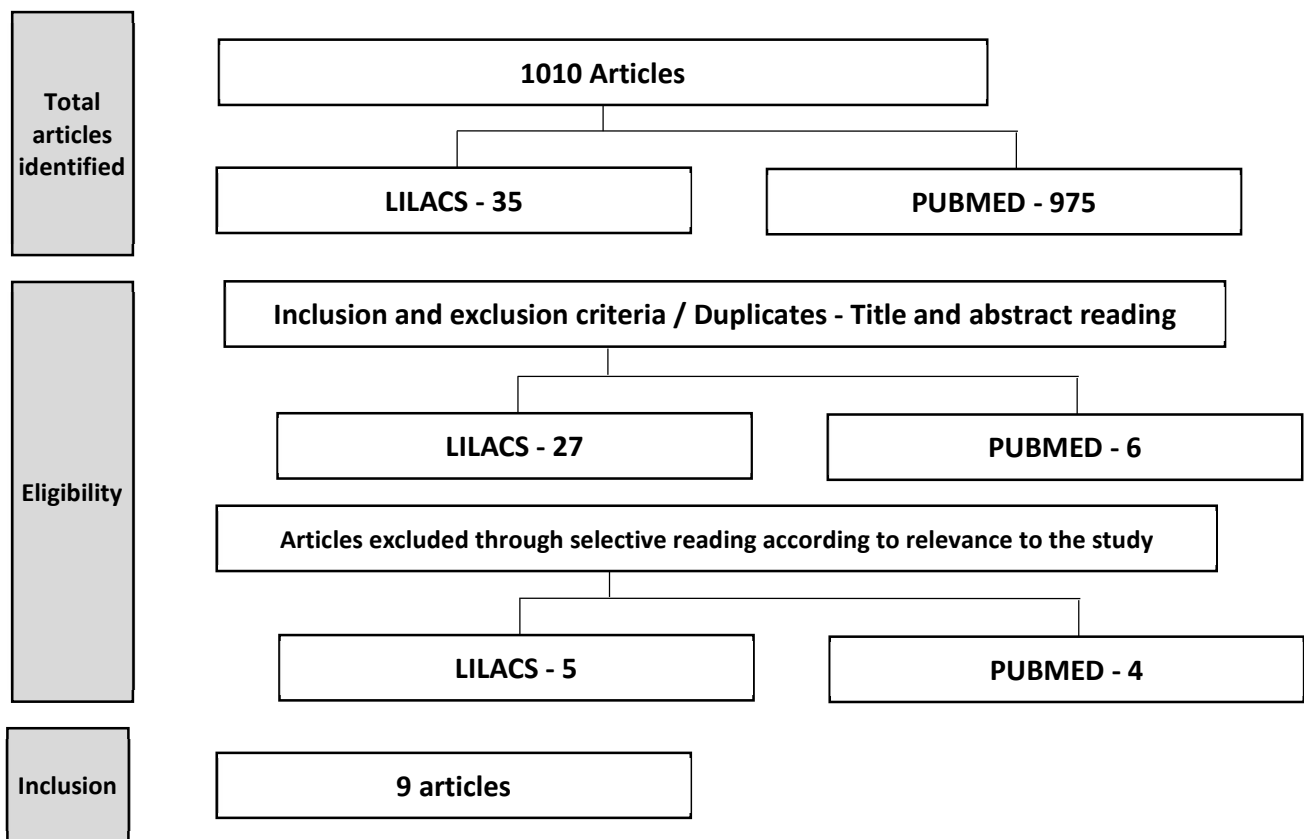 Total
articles
identified
1010 Articles
LILACS - 35
PUBMED - 975
Eligibility
Inclusion and exclusion criteria / Duplicates - Title and abstract reading
LILACS - 27
PUBMED - 6
Articles excluded through selective reading according to relevance to the study
LILACS - 5
PUBMED - 4
Inclusion
9 articles